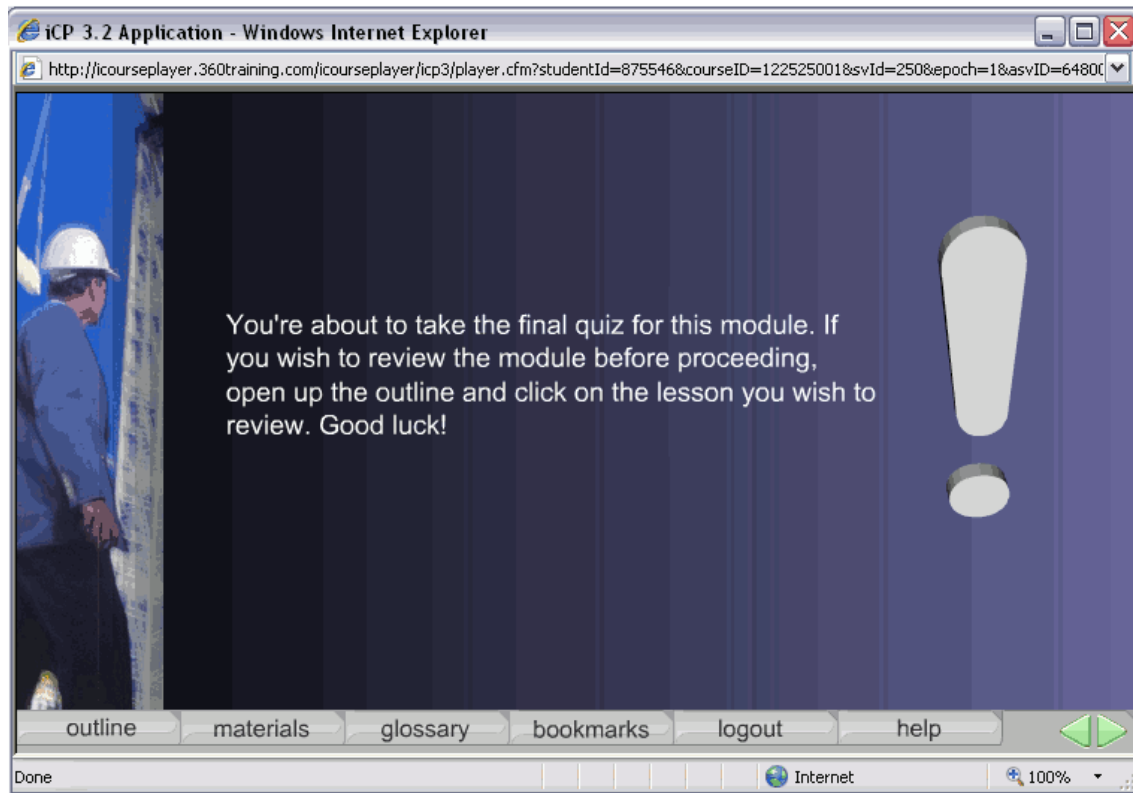 iCP 3.2 Application - Windows Internet Explorer
http://icourseplayer.360training.com/icourseplayer/icp3/player.cfm?studentId=875546&courseID=122525001&svId=250&epoch=1&asvID=6480
You're about to take the final quiz for this module. If
you wish to review the module before proceeding,
open up the outline and click on the lesson you wish to
review. Good luck!
outline materials glossary bookmarks logout help
Done Internet 100%